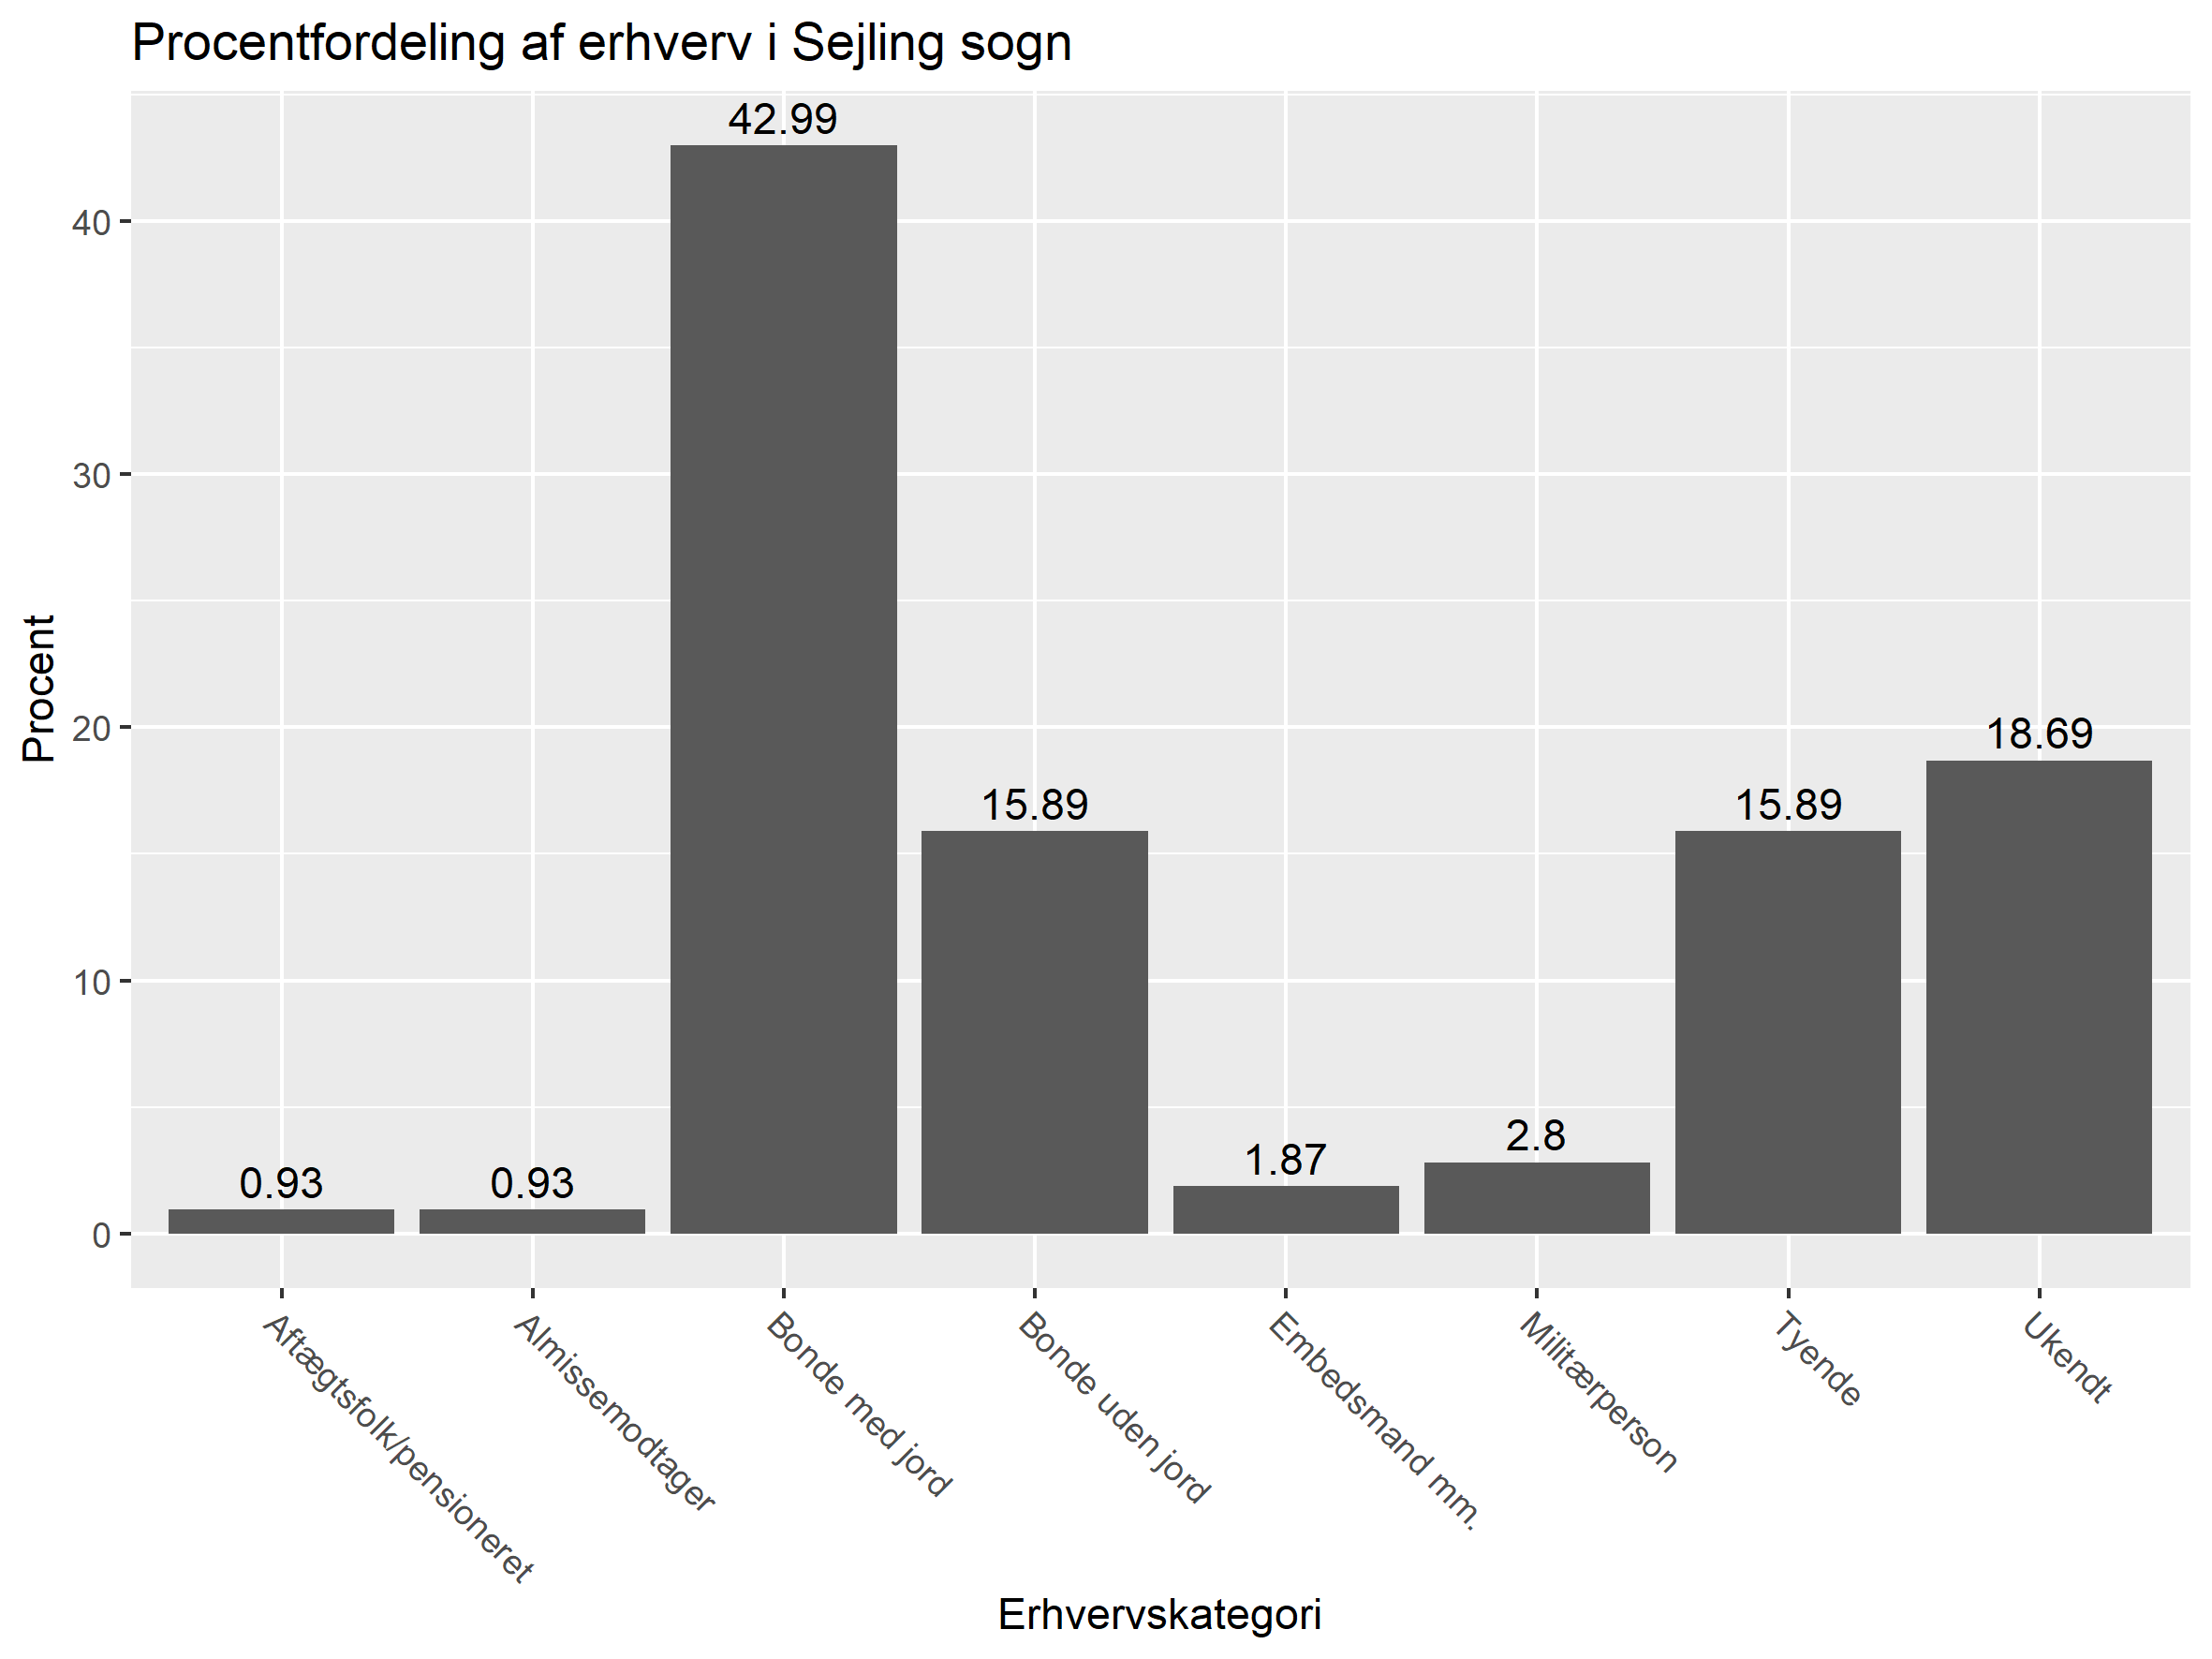 Procentfordeling af erhverv i Sejling sogn
Procent
40
30
20
10
0
0.93
0.93
42.99
15.89
1.87
2.8
15.89
18.69
Aftægtsfolk/pensioneret
Almissemodtager
Bonde med jord
Bonde uden jord
Embedsmand mm.
Militærperson
Tyende
Ukendt
Erhvervskategori